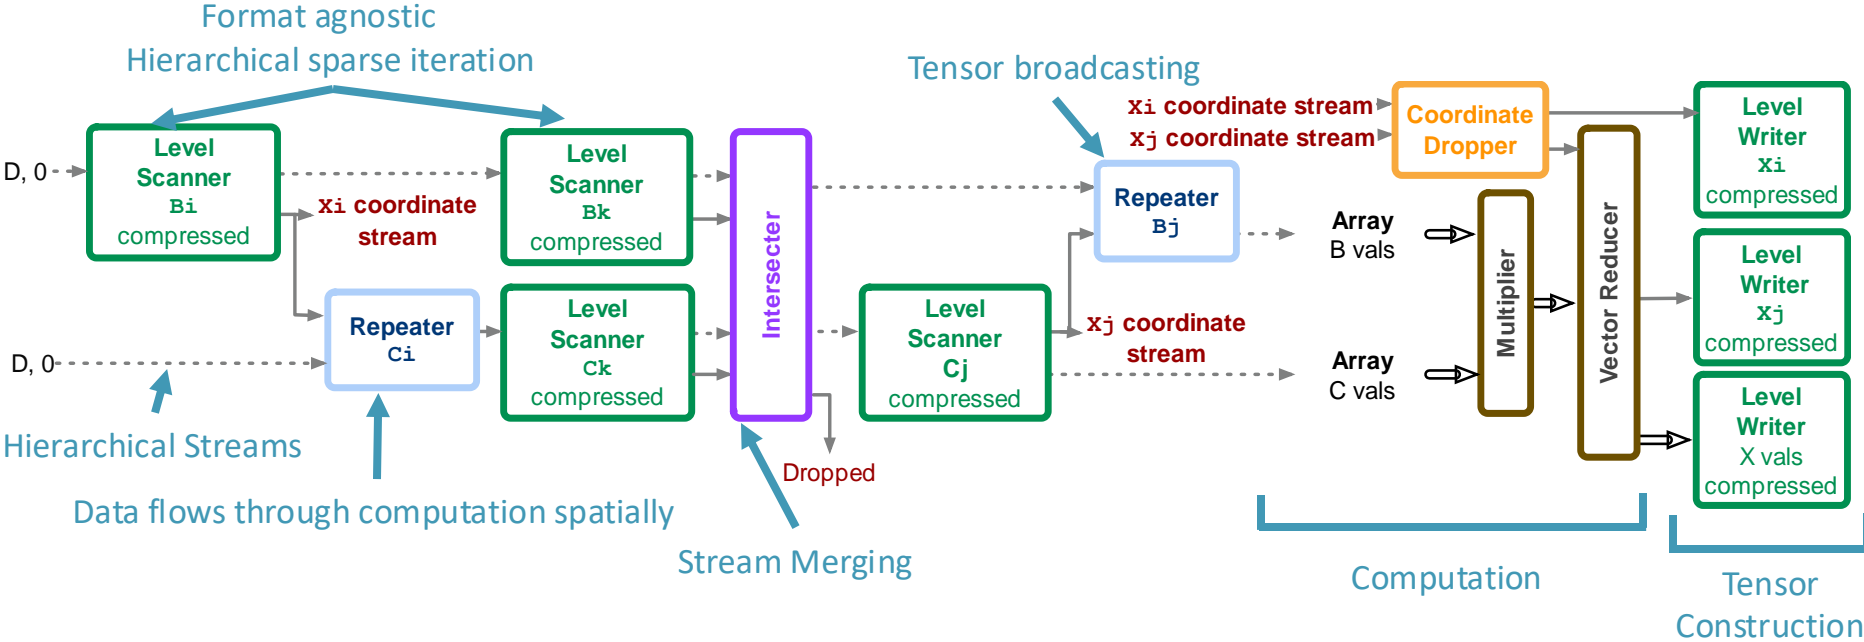 Format agnostic
Hierarchical sparse iteration
D, 0
Level
Scanner
Bi
compressed
Xi coordinate
stream
D, 0
Repeater
Ci
Level
Scanner
Bk
compressed
Level
Scanner
Ck
compressed
Intersecter
Dropped
Level
Scanner
Cj
compressed
Xj coordinate
stream
Tensor broadcasting
Repeater
Bj
Xi coordinate stream
Xj coordinate stream
Coordinate
Dropper
Array
B vals
Array
C vals
Multiplier
Vector Reducer
Level
Writer
Xi
compressed
Level
Writer
Xj
compressed
Level
Writer
X vals
compressed
Hierarchical Streams
Data flows through computation spatially
Stream Merging
Computation
Tensor
Construction